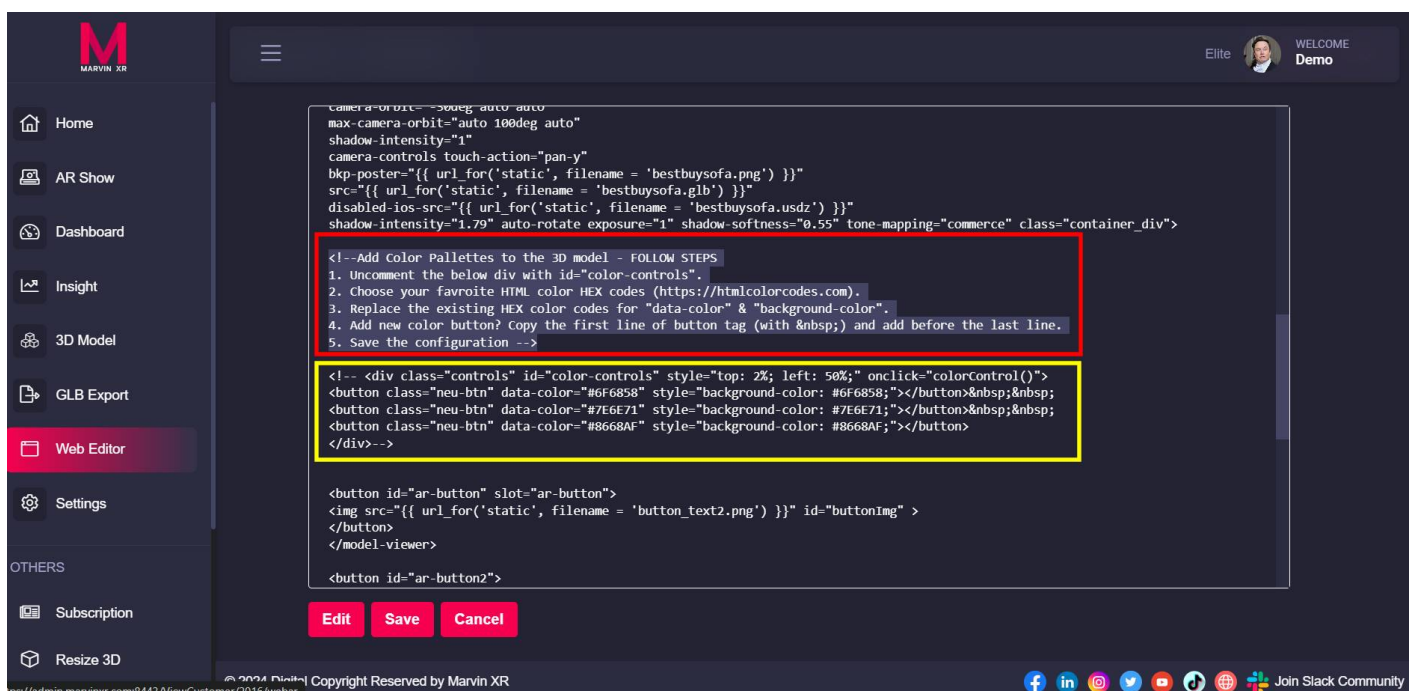 M
MARVIN XR
Elite
WELCOME
Demo
Home
AR Show
Dashboard
Insight
3D Model
GLB Export
Web Editor
Settings
OTHERS
Subscription
Resize 3D
camera-orbit="-50deg auto auto"
max-camera-orbit="auto 100deg auto"
shadow-intensity="1"
camera-controls touch-action="pan-y"
bkp-poster="{{ url_for('static', filename = 'bestbuysofa.png') }}"
src="{{ url_for('static', filename = 'bestbuysofa.glb') }}"
disabled-ios-src="{{ url_for('static', filename = 'bestbuysofa.usdz') }}"
shadow-intensity="1.79" auto-rotate exposure="1" shadow-softness="0.55" tone-mapping="commerce" class="container_div">
<!--Add Color Pallettes to the 3D model - FOLLOW STEPS
1. Uncomment the below div with id="color-controls".
2. Choose your favroite HTML color HEX codes (https://htmlcolorcodes.com).
3. Replace the existing HEX color codes for "data-color" & "background-color".
4. Add new color button? Copy the first line of button tag (with &nbsp;) and add before the last line.
5. Save the configuration -->
<!-- <div class="controls" id="color-controls" style="top: 2%; left: 50%;" onclick="colorControl()">
<button class="neu-btn" data-color="#6F6858" style="background-color: #6F6858;"></button>&nbsp;&nbsp;
<button class="neu-btn" data-color="#7E6E71" style="background-color: #7E6E71;"></button>&nbsp;&nbsp;
<button class="neu-btn" data-color="#8668AF" style="background-color: #8668AF;"></button>
</div>-->
<button id="ar-button" slot="ar-button">
<img src="{{ url_for('static', filename = 'button_text2.png') }}" id="buttonImg" >
</button>
</model-viewer>
<button id="ar-button2">
Edit
Save
Cancel
© 2024 Digital Copyright Reserved by Marvin XR
Join Slack Community